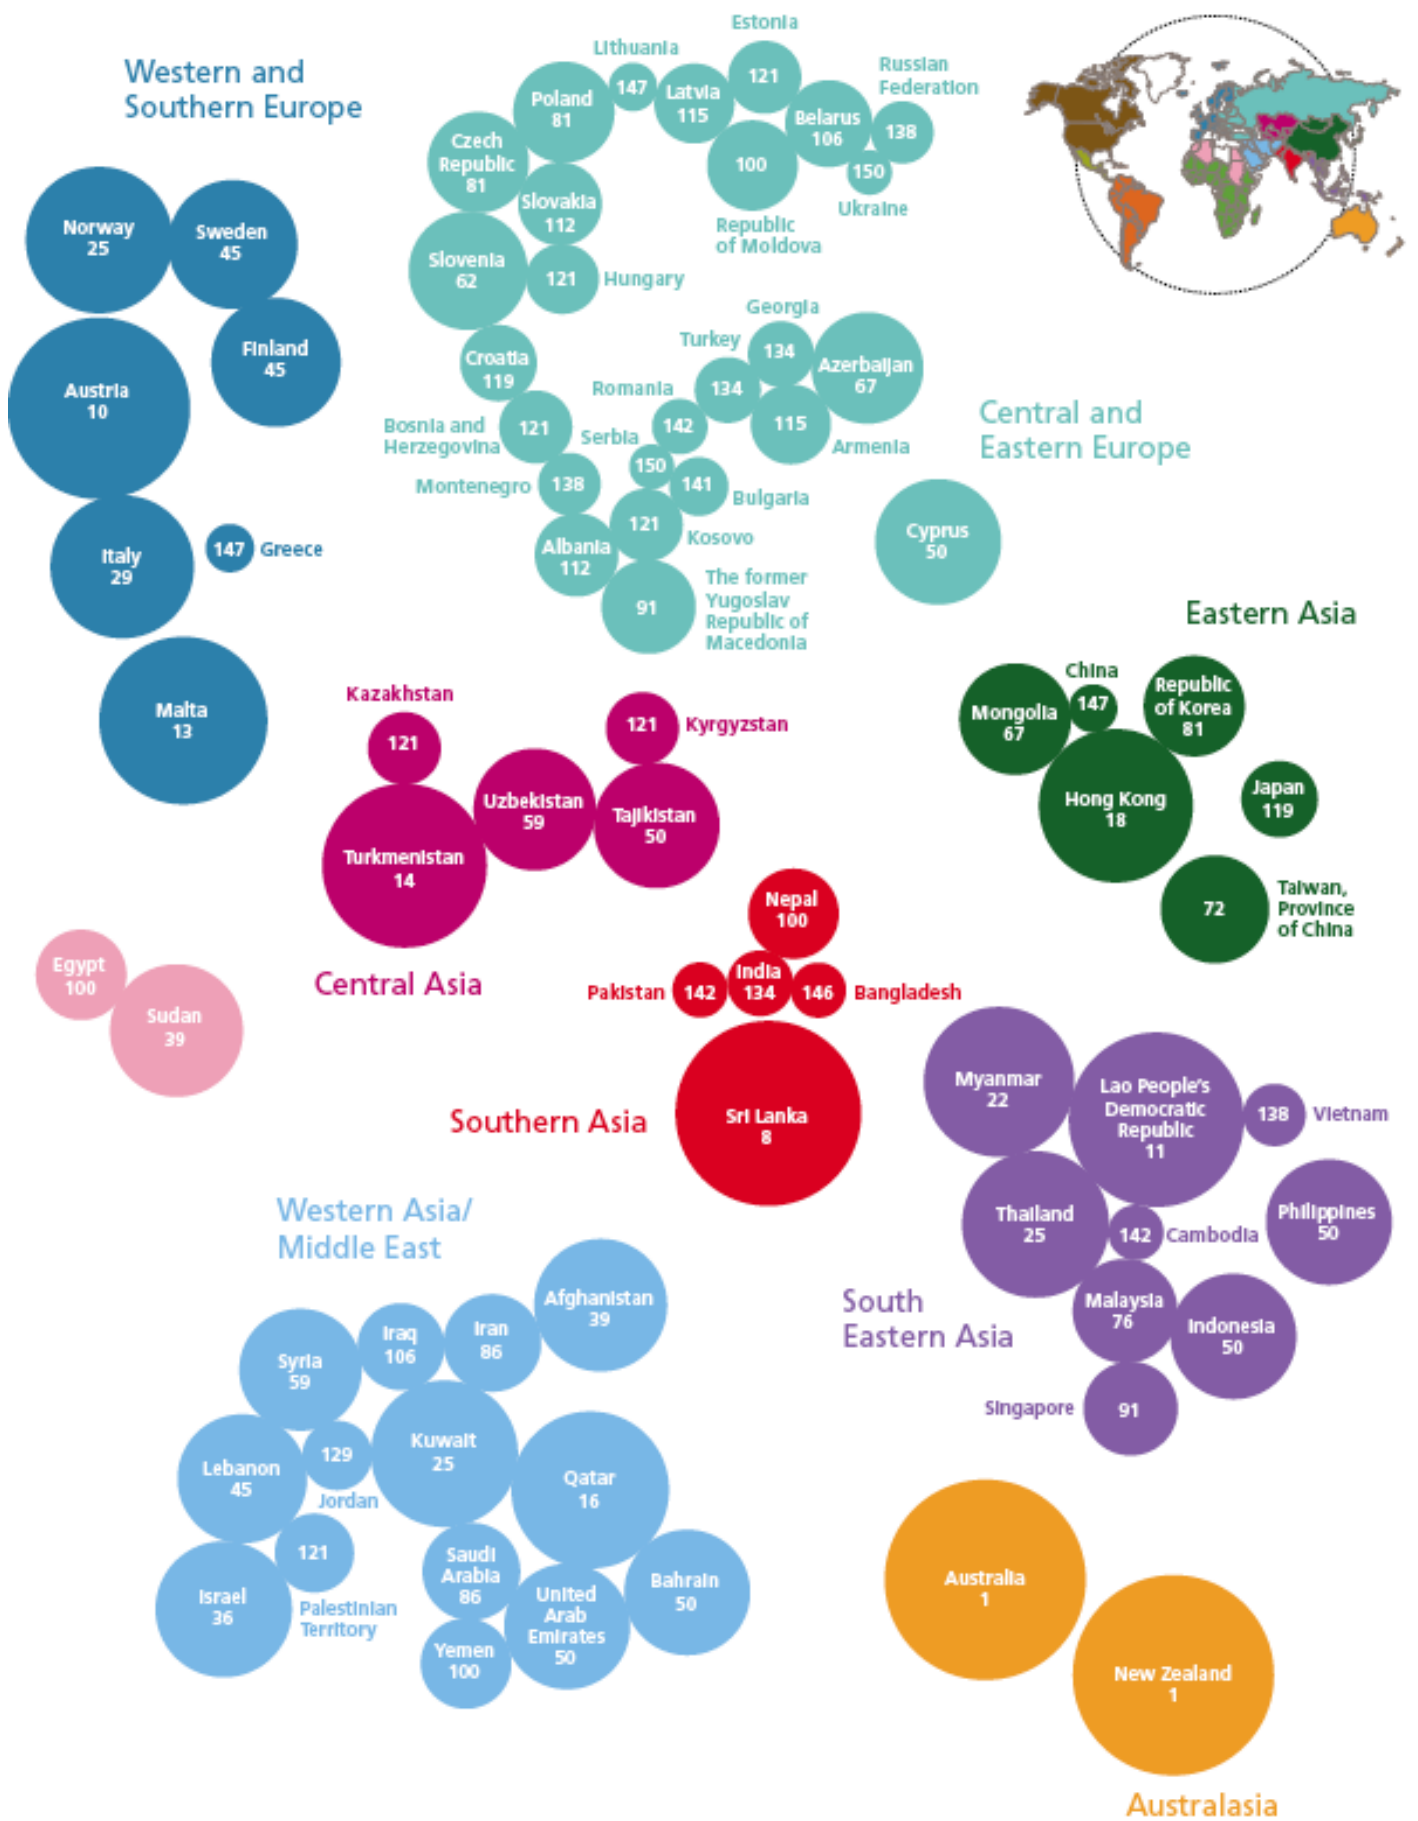 Western and
Southern Europe
Norway
25
Sweden
45
Finland
45
Austria
10
Italy
29
147
Greece
Malta
13
Estonia
Lithuania
121
147
Latvia
115
Russian
Federation
Poland
81
Belarus
106
138
Czech
Republic
81
100
150
Ukraine
Republic
of Moldova
Slovakia
112
Slovenia
62
121
Hungary
Georgia
134
Turkey
134
Azerbaijan
67
Croatia
119
Romania
142
115
Armenia
Bosnia and
Herzegovina
121
Serbia
150
141
Bulgaria
Montenegro
138
121
Kosovo
Albania
112
91
The former
Yugoslav
Republic of
Macedonia
Central and
Eastern Europe
Cyprus
50
Eastern Asia
China
147
Mongolia
67
Republic
of Korea
81
Hong Kong
18
Japan
119
72
Taiwan,
Province
of China
Kazakhstan
121
121
Kyrgyzstan
Uzbekistan
59
Tajikistan
50
Turkmenistan
14
Central Asia
Egypt
100
Sudan
39
Nepal
100
Pakistan
142
India
134
146
Bangladesh
Sri Lanka
8
Southern Asia
Myanmar
22
Lao People's
Democratic
Republic
11
138
Vietnam
Thailand
25
142
Cambodia
Philippines
50
Malaysia
76
Indonesia
50
Singapore
91
South
Eastern Asia
Western Asia/
Middle East
Afghanistan
39
Iraq
106
Iran
86
Syria
59
Lebanon
45
129
Jordan
Kuwait
25
Qatar
16
121
Palestinian
Territory
Israel
36
Saudi
Arabia
86
United
Arab
Emirates
50
Bahrain
50
Yemen
100
Australia
1
New Zealand
1
Australasia